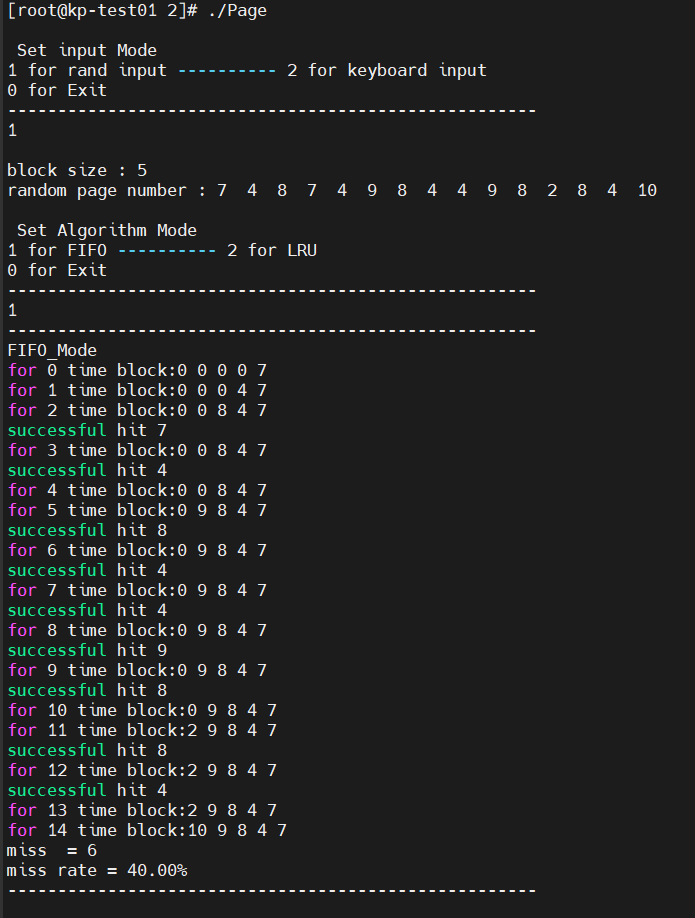 [root@kp-test01 2]# ./Page
Set input Mode
1 for rand input ---------- 2 for keyboard input
0 for Exit
-----------------------------------------------------
1
block size : 5
random page number : 7  4  8  7  4  9  8  4  4  9  8  2  8  4  10
Set Algorithm Mode
1 for FIFO ---------- 2 for LRU
0 for Exit
-----------------------------------------------------
1
-----------------------------------------------------
FIFO_Mode
for 0 time block:0 0 0 0 7
for 1 time block:0 0 0 4 7
for 2 time block:0 0 8 4 7
successful hit 7
for 3 time block:0 0 8 4 7
successful hit 4
for 4 time block:0 0 8 4 7
for 5 time block:0 9 8 4 7
successful hit 8
for 6 time block:0 9 8 4 7
successful hit 4
for 7 time block:0 9 8 4 7
successful hit 4
for 8 time block:0 9 8 4 7
successful hit 9
for 9 time block:0 9 8 4 7
successful hit 8
for 10 time block:0 9 8 4 7
for 11 time block:2 9 8 4 7
successful hit 8
for 12 time block:2 9 8 4 7
successful hit 4
for 13 time block:2 9 8 4 7
for 14 time block:10 9 8 4 7
miss  = 6
miss rate = 40.00%
-----------------------------------------------------